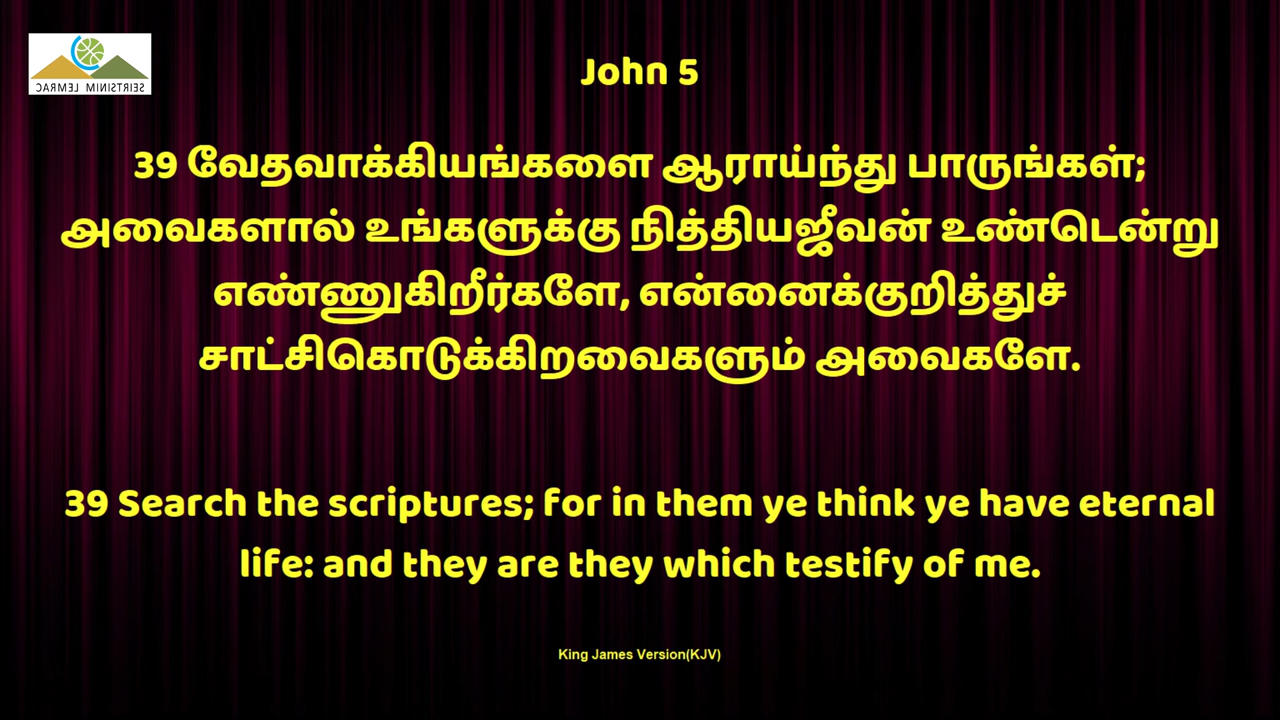 CARMEL MINISTRIES
John 5
39 வேதவாக்கியங்களை ஆராய்ந்து பாருங்கள்;
அவைகளால் உங்களுக்கு நித்தியஜீவன் உண்டென்று
எண்ணுகிறீர்களே, என்னைக்குறித்துச்
சாட்சிகொடுக்கிறவைகளும் அவைகளே.
39 Search the scriptures; for in them ye think ye have eternal
life: and they are they which testify of me.
King James Version(KJV)